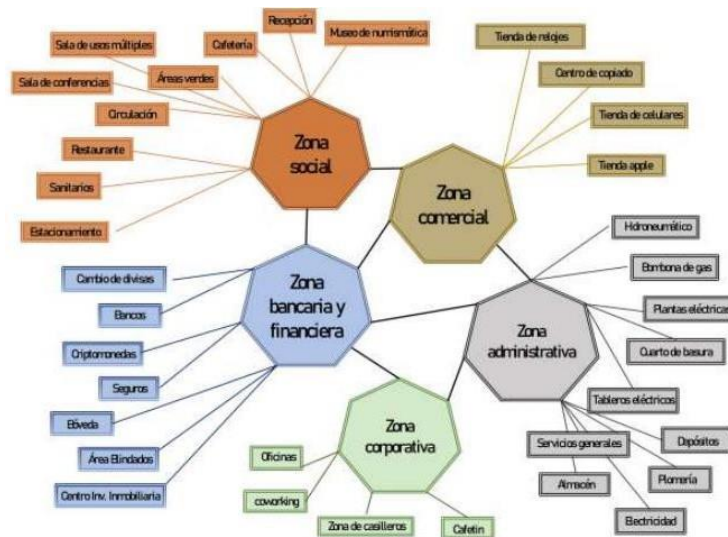 Recepción
Sala de usos múltiples
Cafetería
Museo de numismática
Tienda de relojes
Sala de conferencias
Áreas verdes
Centro de copiado
Circulación
Tienda de celulares
Restaurante
Zona
social
Tienda apple
Sanitarios
Zona
comercial
Estacionamiento
Hidroneumático
Bombona de gas
Cambio de divisas
Zona
bancaria y
financiera
Bancos
Plantas eléctricas
Criptomonedas
Zona
administrativa
Cuarto de basura
Seguros
Tableros eléctricos
Bóveda
Zona
corporativa
Oficinas
Servicios generales
Depósitos
Área Blindados
Plomería
Almacén
Centro Inv. Inmobiliaria
coworking
Zona de casilleros
Cafetin
Electricidad